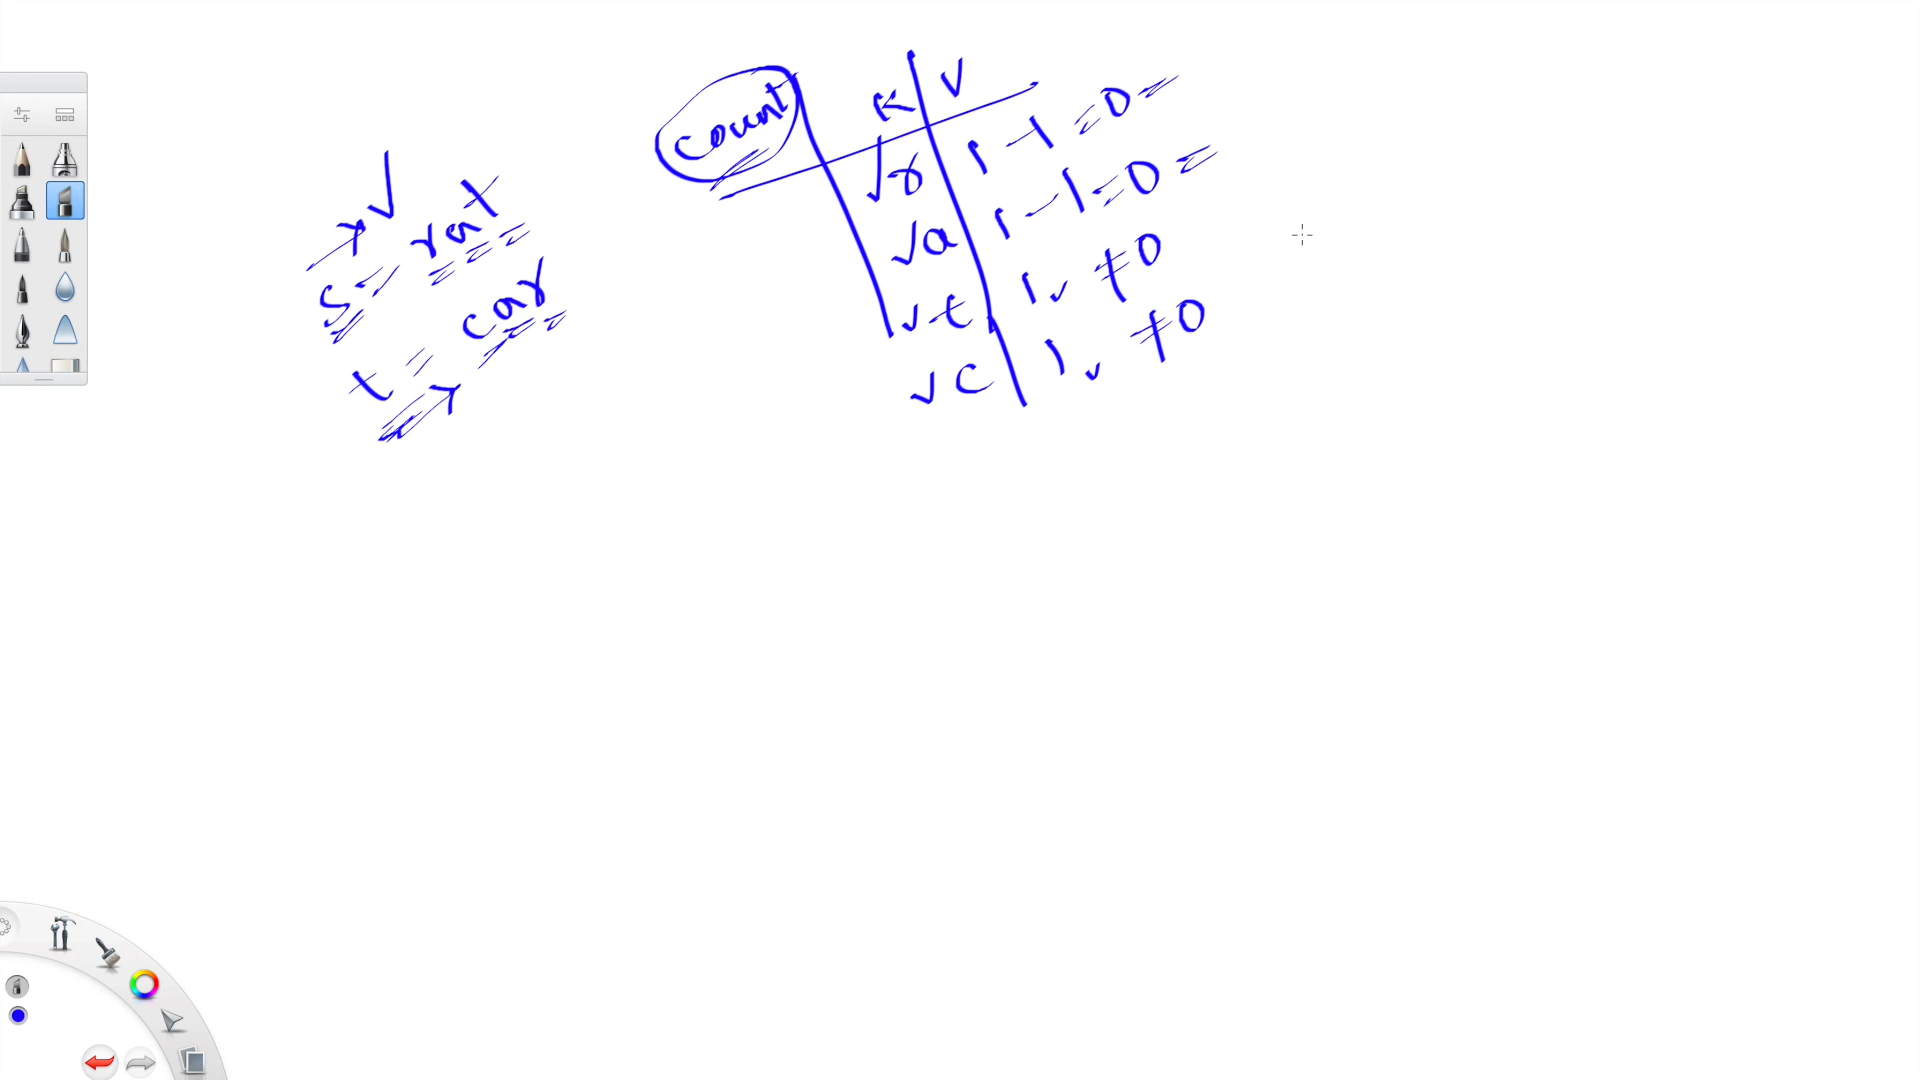 s = rat
t = car
count
K V
r 1 - 1 = 0 =
a 1 - 1 = 0 =
t 1 ≠ 0
c 1 ≠ 0